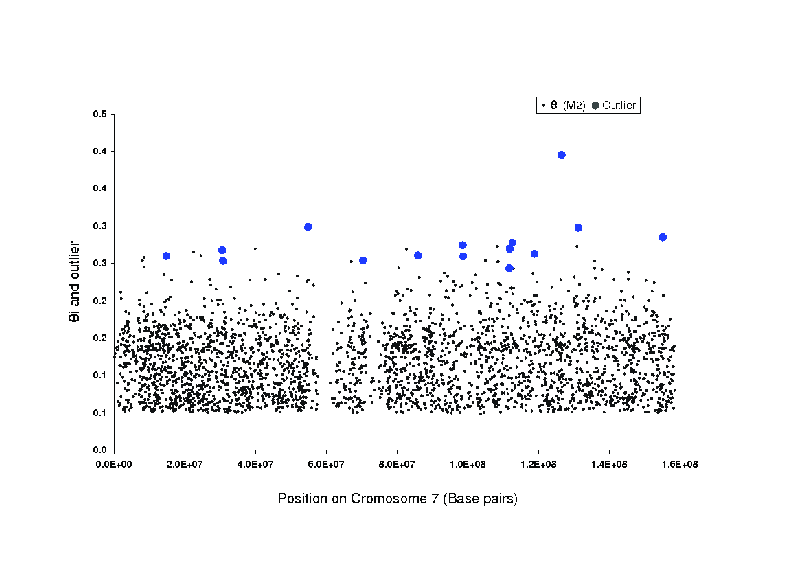 • θ (M2) ● Outlier
0.5
0.4
0.4
0.3
0.3
0.2
0.2
0.1
0.1
0.0
θi and outlier
0.0E+00 2.0E+07 4.0E+07 6.0E+07 8.0E+07 1.0E+08 1.2E+08 1.4E+08 1.6E+08
Position on Cromosome 7 (Base pairs)